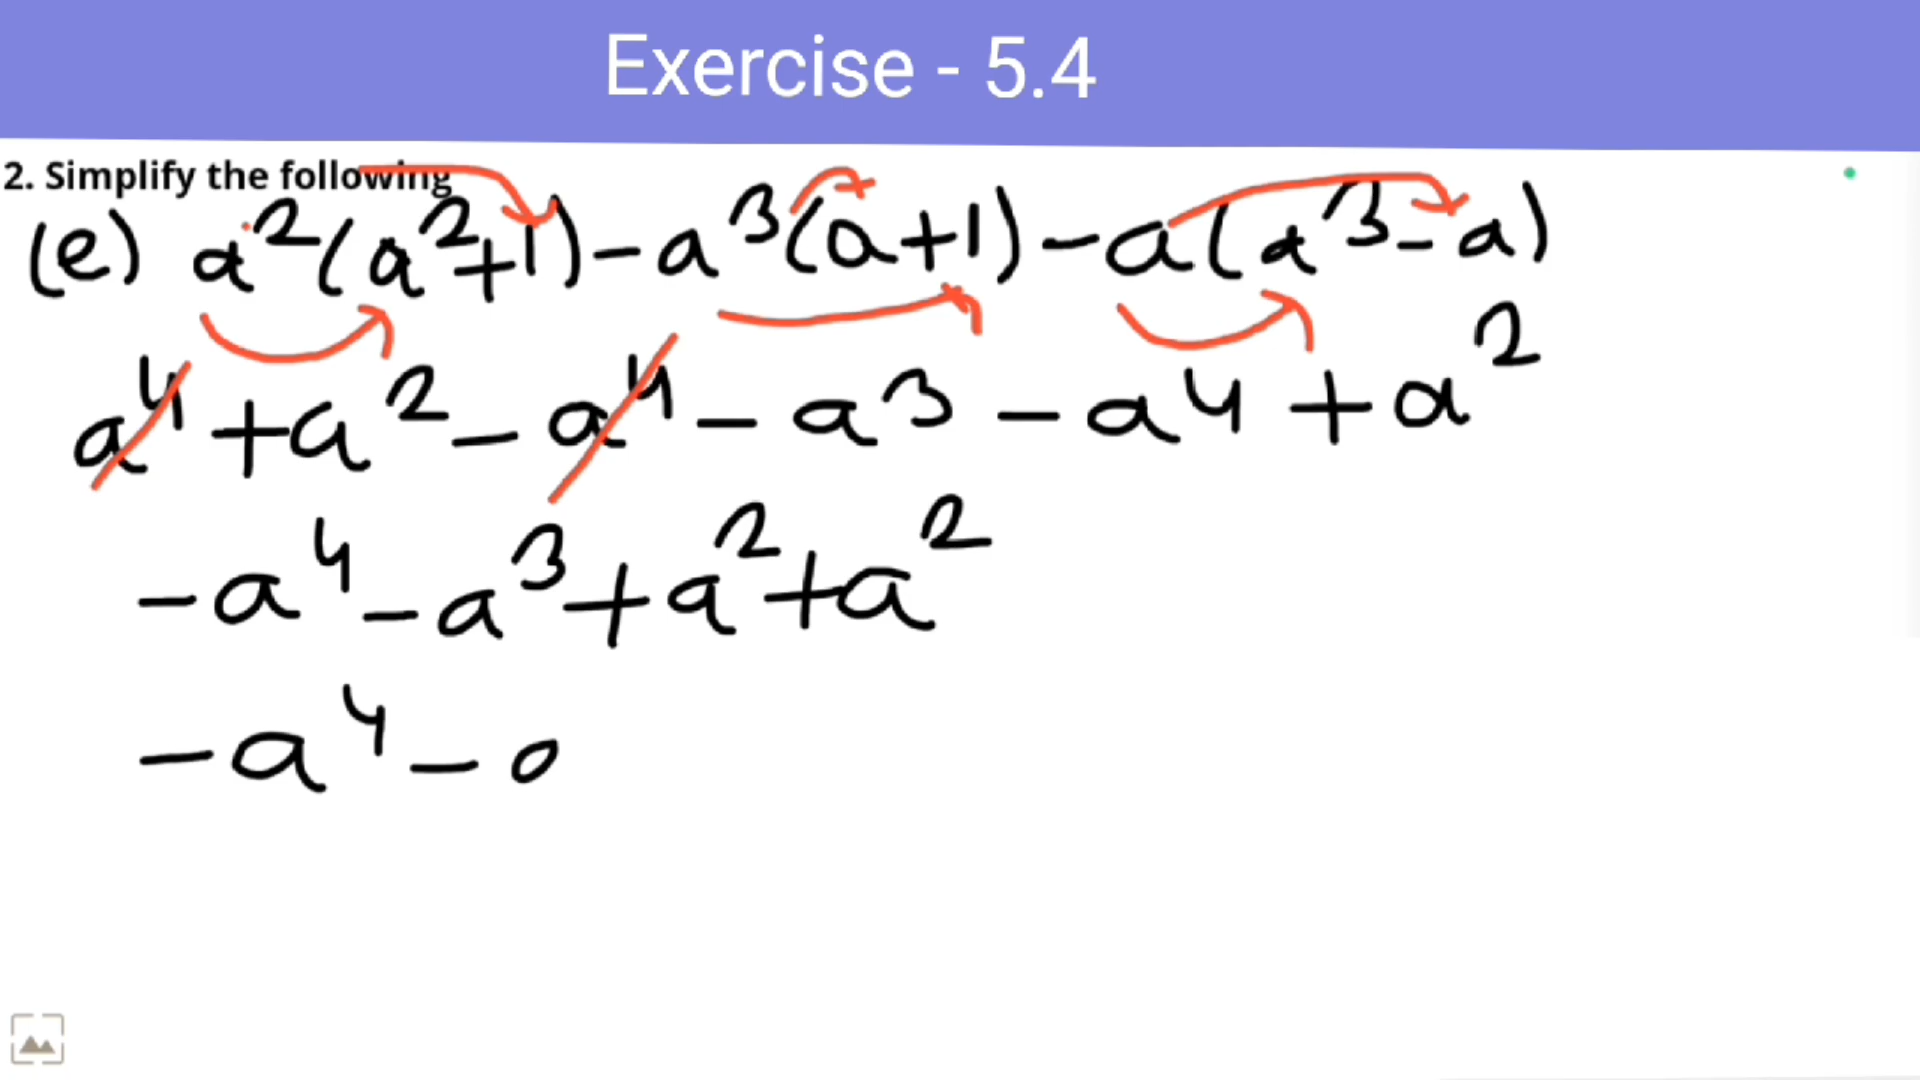 Exercise - 5.4
2. Simplify the following
(e) a²(a²+1)-a³(a+1)-a(a³-a)
a⁴+a²-a⁴-a³-a⁴+a²
-a⁴-a³+a²+a²
-a⁴-